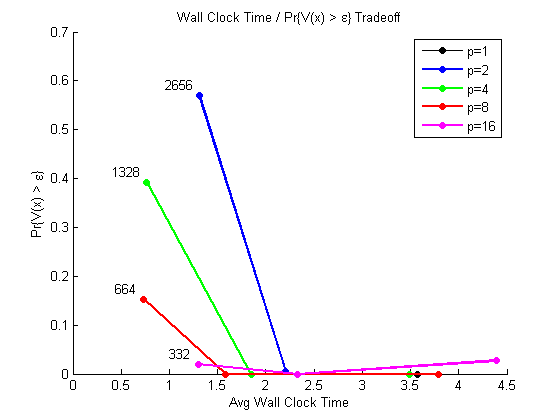 Wall Clock Time / Pr{V(x) > ε} Tradeoff
0.7
0.6
0.5
0.4
0.3
0.2
0.1
0
Pr{V(x) > ε}
2656
1328
664
332
p=1
p=2
p=4
p=8
p=16
0 0.5 1 1.5 2 2.5 3 3.5 4 4.5
Avg Wall Clock Time